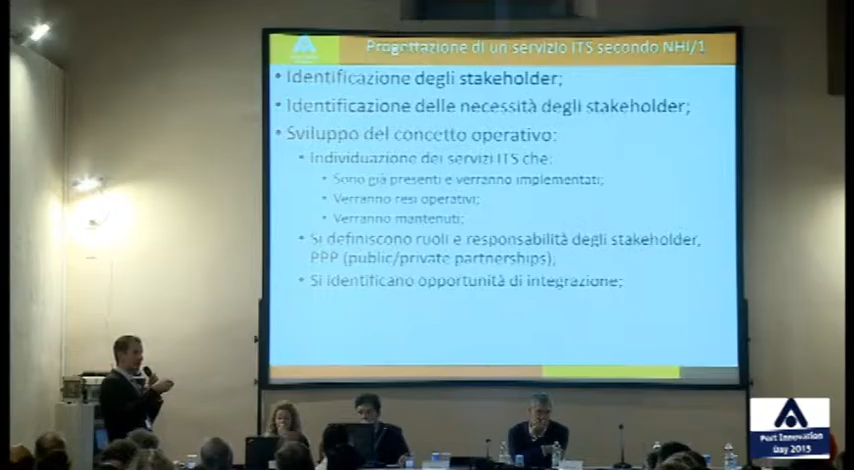 Progettazione di un servizio ITS secondo NHI/1
• Identificazione degli stakeholder;
• Identificazione delle necessità degli stakeholder;
• Sviluppo del concetto operativo:
• Individuazione dei servizi ITS che:
• Sono già presenti e verranno implementati;
• Verranno resi operativi;
• Verranno mantenuti;
• Si definiscono ruoli e responsabilità degli stakeholder,
PPP (public/private partnerships);
• Si identificano opportunità di integrazione;
Port Innovation
Day 2015